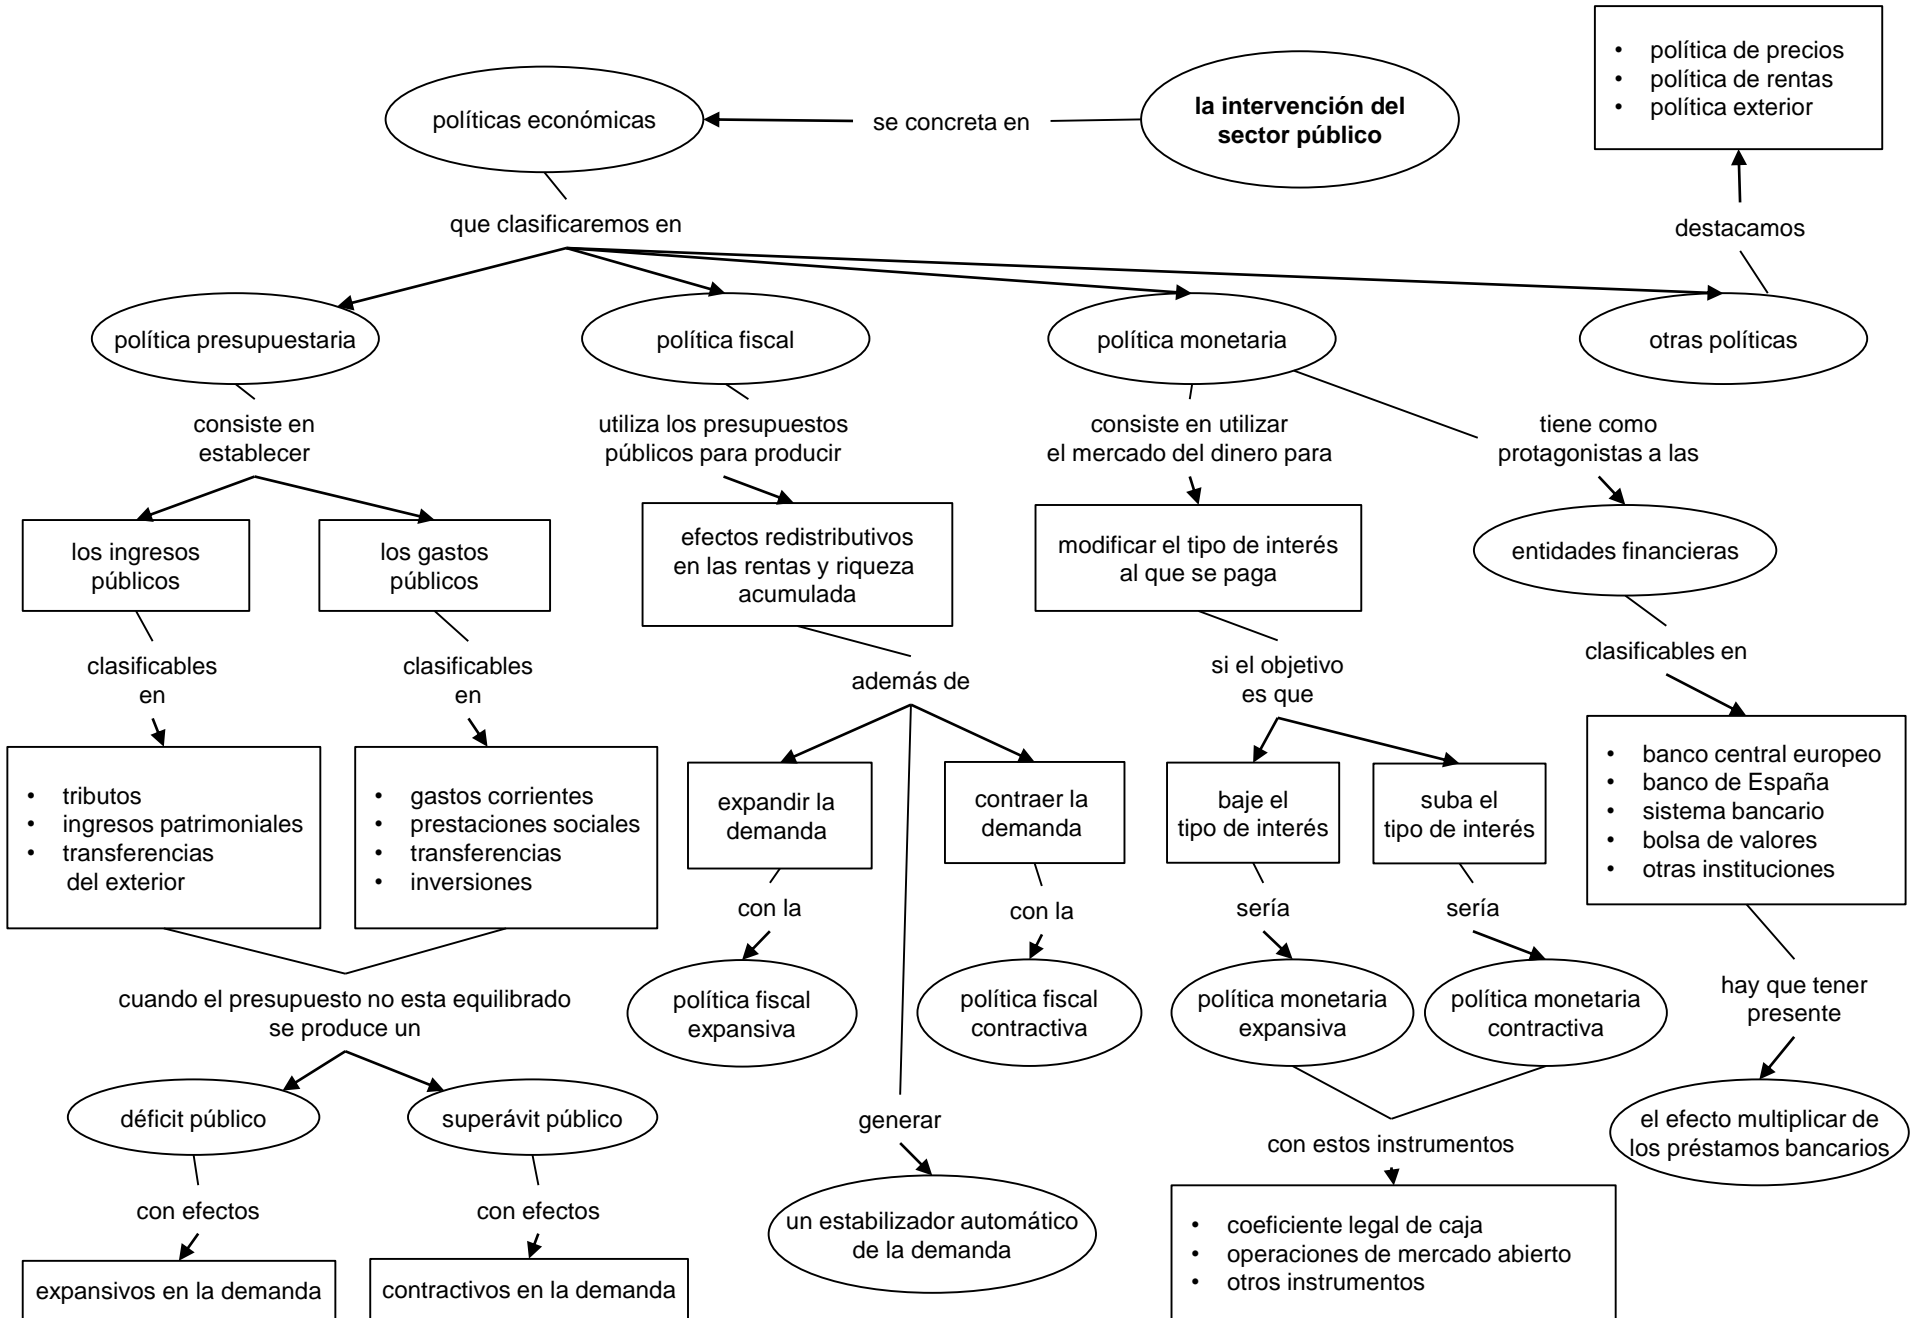 • política de precios
• política de rentas
• política exterior
políticas económicas
se concreta en
la intervención del
sector público
que clasificaremos en
destacamos
política presupuestaria
política fiscal
política monetaria
otras políticas
consiste en
establecer
utiliza los presupuestos
públicos para producir
consiste en utilizar
el mercado del dinero para
tiene como
protagonistas a las
los ingresos
públicos
los gastos
públicos
efectos redistributivos
en las rentas y riqueza
acumulada
modificar el tipo de interés
al que se paga
entidades financieras
clasificables
en
clasificables
en
además de
si el objetivo
es que
clasificables en
• tributos
• ingresos patrimoniales
• transferencias
del exterior
• gastos corrientes
• prestaciones sociales
• transferencias
• inversiones
expandir la
demanda
contraer la
demanda
baje el
tipo de interés
suba el
tipo de interés
• banco central europeo
• banco de España
• sistema bancario
• bolsa de valores
• otras instituciones
con la
con la
sería
sería
cuando el presupuesto no esta equilibrado
se produce un
política fiscal
expansiva
política fiscal
contractiva
política monetaria
expansiva
política monetaria
contractiva
hay que tener
presente
déficit público
superávit público
generar
con estos instrumentos
el efecto multiplicar de
los préstamos bancarios
con efectos
con efectos
un estabilizador automático
de la demanda
• coeficiente legal de caja
• operaciones de mercado abierto
• otros instrumentos
expansivos en la demanda
contractivos en la demanda